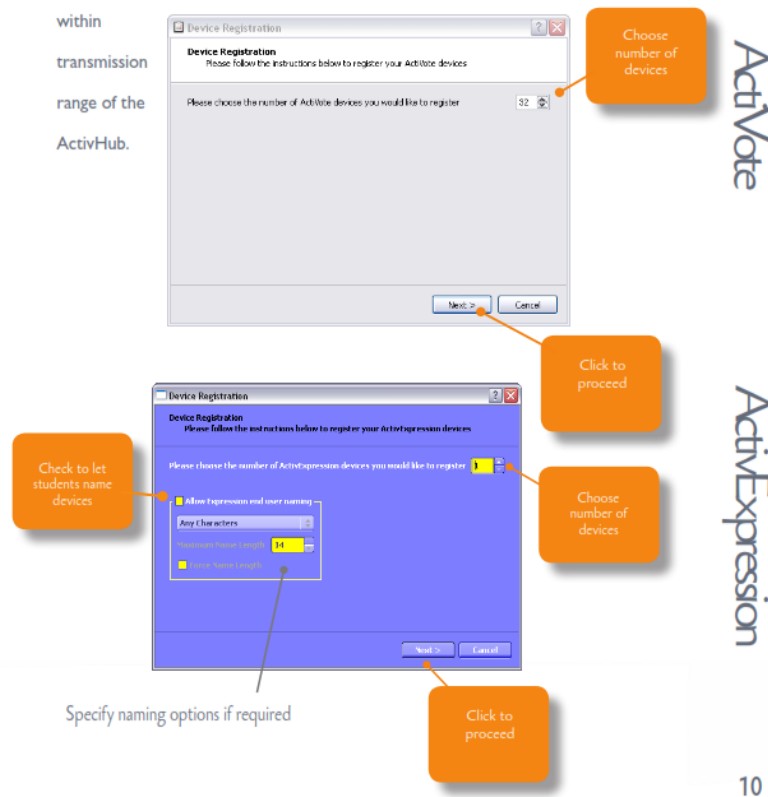 within
transmission
range of the
ActivHub.
Device Registration
Device Registration
Please follow the instructions below to register your ActiVote devices
Please choose the number of ActiVote devices you would like to register
32
Next >
Cancel
Choose
number of
devices
ActiVote
Click to
proceed
Device Registration
Device Registration
Please follow the instructions below to register your ActivExpression devices
Please choose the number of ActivExpression devices you would like to register
Allow Expression end user naming
Any Characters
Maximum Name Length
14
Force Name Length
Next >
Cancel
Check to let
students name
devices
Choose
number of
devices
ActivExpression
Specify naming options if required
Click to
proceed
10